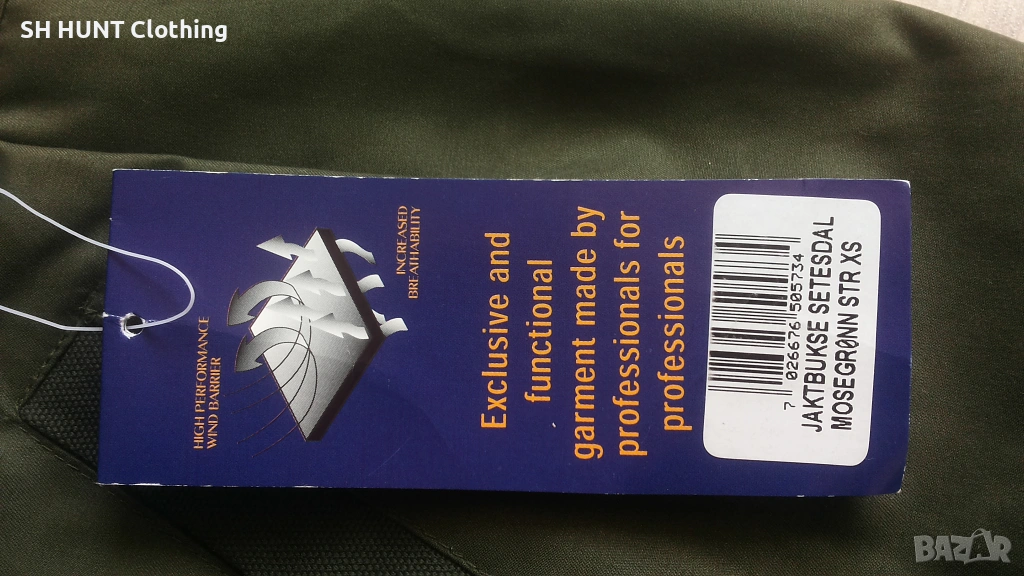 SH HUNT Clothing
HIGH PERFORMANCE
WIND BARRIER
INCREASED
BREATHABILITY
Exclusive and
functional
garment made by
professionals for
professionals
7 026676 505734
JAKTBUKSE SETESDAL
MOSEGRØNN STR XS
BAZAR